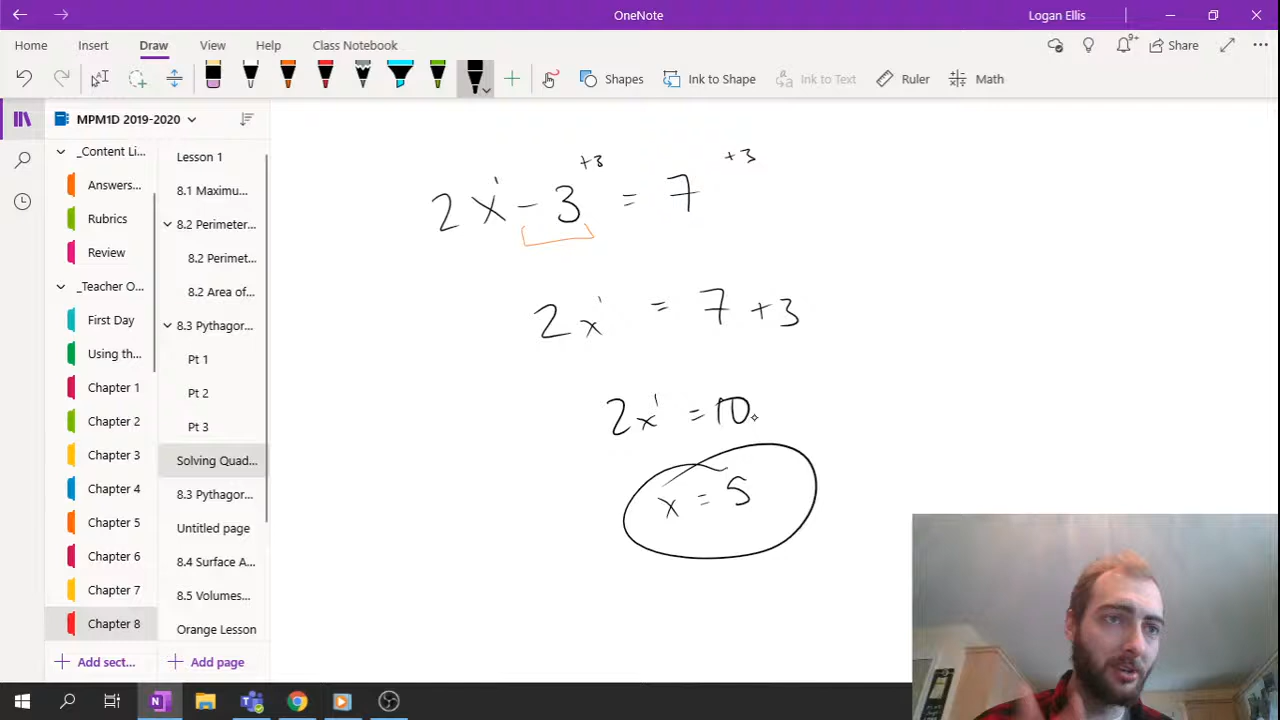 OneNote
Logan Ellis
Home Insert Draw View Help Class Notebook
9+ Share
Shapes Ink to Shape Ink to Text Ruler Math
MPM1D 2019-2020
_Content Li...
Answers...
Rubrics
Review
_Teacher O...
First Day
Using th...
Chapter 1
Chapter 2
Chapter 3
Chapter 4
Chapter 5
Chapter 6
Chapter 7
Chapter 8
Add sect...
Lesson 1
8.1 Maximu...
8.2 Perimeter...
8.2 Perimet...
8.2 Area of...
8.3 Pythagor...
Pt 1
Pt 2
Pt 3
Solving Quad...
8.3 Pythagor...
Untitled page
8.4 Surface A...
8.5 Volumes...
Orange Lesson
Add page
+3 +3
2x¹ - 3 = 7
2x¹ = 7 + 3
2x¹ = 10
x = 5